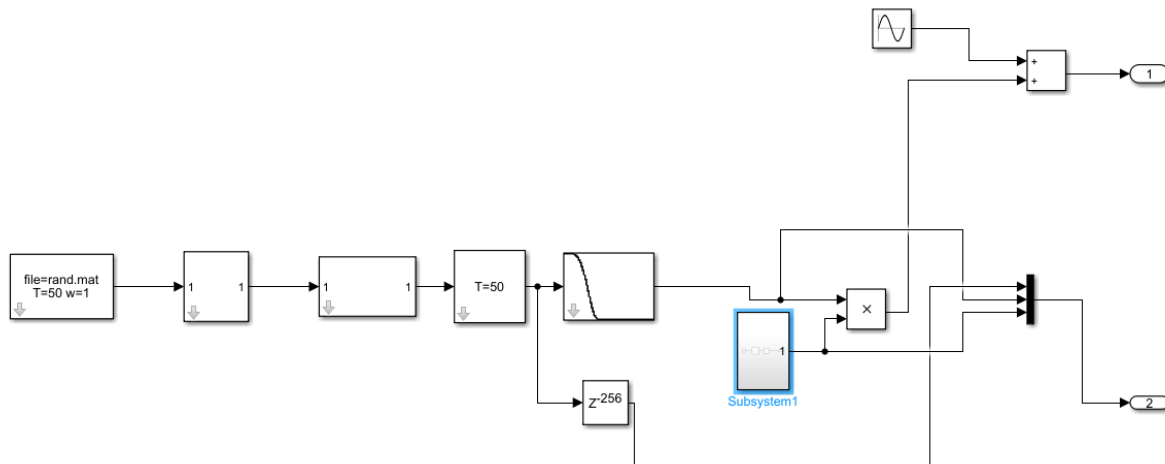 +
+
1
file=rand.mat
T=50 w=1
1 1
1 1
T=50
×
1
Subsystem1
Z-256
2